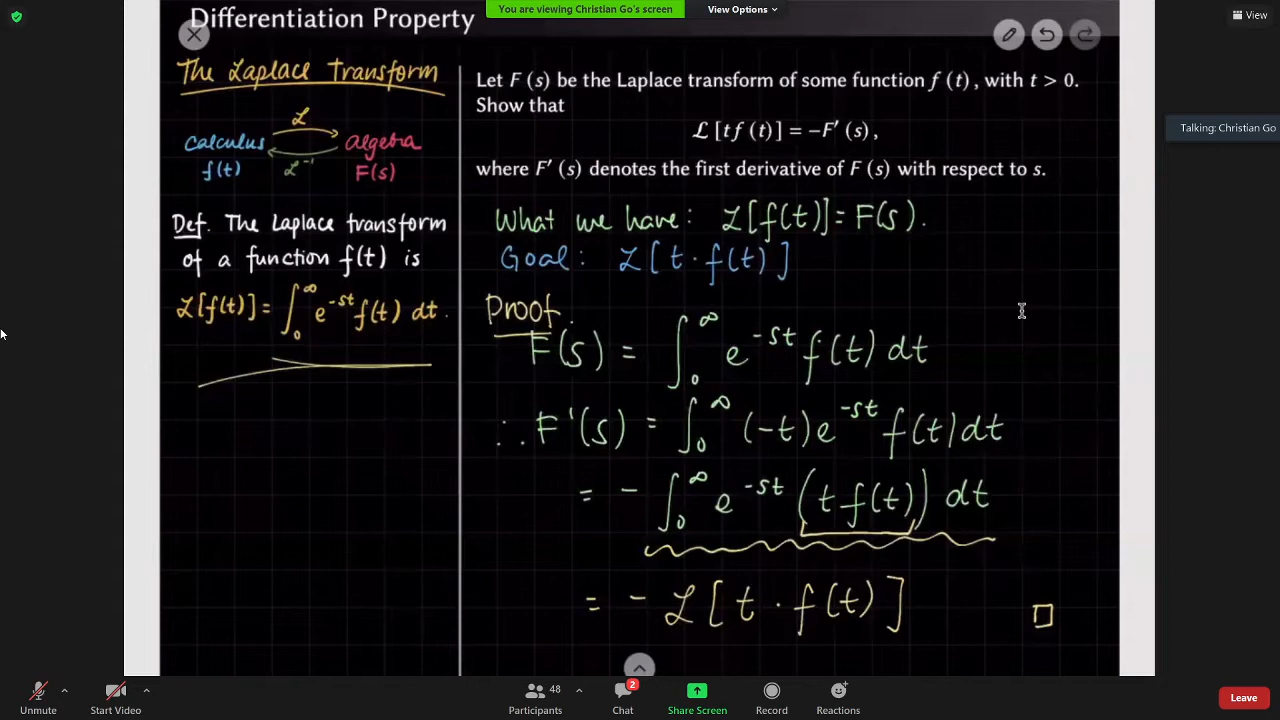 Differentiation Property
You are viewing Christian Go's screen
View Options
View
The Laplace Transform
ℒ
calculus
algebra
f(t)
ℒ⁻¹
F(s)
Def. The Laplace transform
of a function f(t) is
ℒ[f(t)] = ∫₀^∞ e^(-st) f(t) dt.
Let F (s) be the Laplace transform of some function f (t), with t > 0.
Show that
ℒ [tf (t)] = −F′ (s),
where F′ (s) denotes the first derivative of F (s) with respect to s.
What we have: ℒ[f(t)] = F(s).
Goal: ℒ[t · f(t)]
Proof.
F(s) = ∫₀^∞ e^(-st) f(t) dt
∴ F'(s) = ∫₀^∞ (-t)e^(-st) f(t) dt
= - ∫₀^∞ e^(-st) (t f(t)) dt
= - ℒ[t · f(t)] □
Talking: Christian Go
Unmute
Start Video
48
Participants
2
Chat
Share Screen
Record
Reactions
Leave